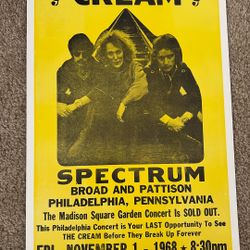 CREAM
SPECTRUM
BROAD AND PATTISON
PHILADELPHIA, PENNSYLVANIA
The Madison Square Garden Concert Is SOLD OUT.
This Philadelphia Concert is Your LAST Opportunity To See
THE CREAM Before They Break Up Forever
FRI. NOVEMBER 1 - 1968 ★ 8:30pm